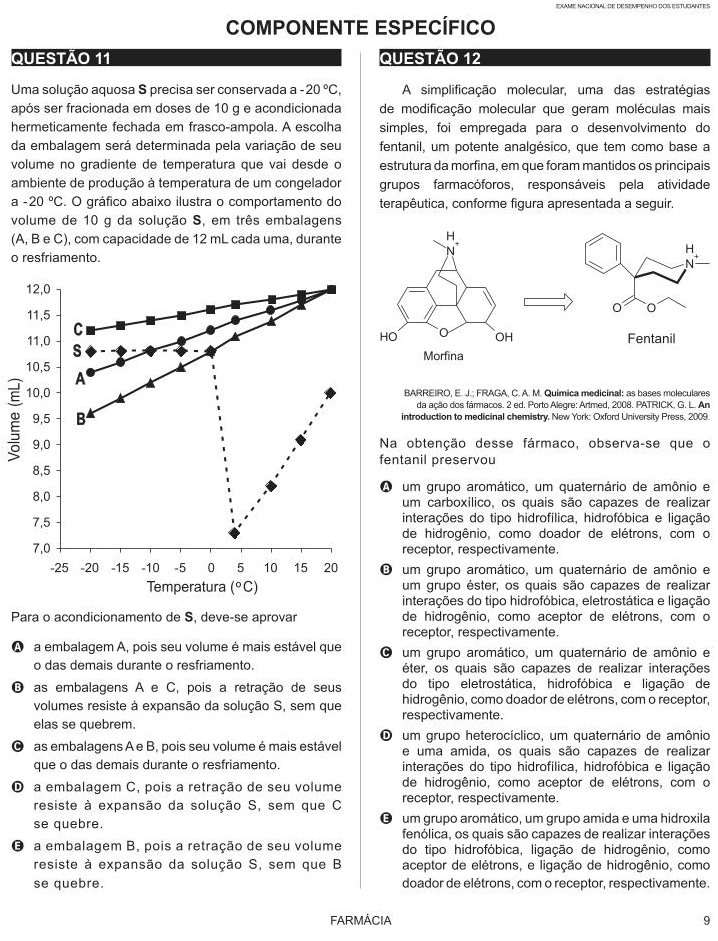 EXAME NACIONAL DE DESEMPENHO DOS ESTUDANTES
COMPONENTE ESPECÍFICO
QUESTÃO 11
Uma solução aquosa S precisa ser conservada a -20 ºC,
após ser fracionada em doses de 10 g e acondicionada
hermeticamente fechada em frasco-ampola. A escolha
da embalagem será determinada pela variação de seu
volume no gradiente de temperatura que vai desde o
ambiente de produção à temperatura de um congelador
a -20 ºC. O gráfico abaixo ilustra o comportamento do
volume de 10 g da solução S, em três embalagens
(A, B e C), com capacidade de 12 mL cada uma, durante
o resfriamento.
12,0
11,5
11,0
10,5
10,0
9,5
9,0
8,5
8,0
7,5
7,0
C
S
A
B
Volume (mL)
-25 -20 -15 -10 -5 0 5 10 15 20
Temperatura (ºC)
Para o acondicionamento de S, deve-se aprovar
A a embalagem A, pois seu volume é mais estável que
o das demais durante o resfriamento.
B as embalagens A e C, pois a retração de seus
volumes resiste à expansão da solução S, sem que
elas se quebrem.
C as embalagens A e B, pois seu volume é mais estável
que o das demais durante o resfriamento.
D a embalagem C, pois a retração de seu volume
resiste à expansão da solução S, sem que C
se quebre.
E a embalagem B, pois a retração de seu volume
resiste à expansão da solução S, sem que B
se quebre.
QUESTÃO 12
A simplificação molecular, uma das estratégias
de modificação molecular que geram moléculas mais
simples, foi empregada para o desenvolvimento do
fentanil, um potente analgésico, que tem como base a
estrutura da morfina, em que foram mantidos os principais
grupos farmacóforos, responsáveis pela atividade
terapêutica, conforme figura apresentada a seguir.
H
N+
HO
O
OH
Morfina
H
N+
O
O
Fentanil
BARREIRO, E. J.; FRAGA, C. A. M. Química medicinal: as bases moleculares
da ação dos fármacos. 2 ed. Porto Alegre: Artmed, 2008. PATRICK, G. L. An
introduction to medicinal chemistry. New York: Oxford University Press, 2009.
Na obtenção desse fármaco, observa-se que o
fentanil preservou
A um grupo aromático, um quaternário de amônio e
um carboxílico, os quais são capazes de realizar
interações do tipo hidrofílica, hidrofóbica e ligação
de hidrogênio, como doador de elétrons, com o
receptor, respectivamente.
B um grupo aromático, um quaternário de amônio e
um grupo éster, os quais são capazes de realizar
interações do tipo hidrofóbica, eletrostática e ligação
de hidrogênio, como aceptor de elétrons, com o
receptor, respectivamente.
C um grupo aromático, um quaternário de amônio e
éter, os quais são capazes de realizar interações
do tipo eletrostática, hidrofóbica e ligação de
hidrogênio, como doador de elétrons, com o receptor,
respectivamente.
D um grupo heterocíclico, um quaternário de amônio
e uma amida, os quais são capazes de realizar
interações do tipo hidrofílica, hidrofóbica e ligação
de hidrogênio, como aceptor de elétrons, com o
receptor, respectivamente.
E um grupo aromático, um grupo amida e uma hidroxila
fenólica, os quais são capazes de realizar interações
do tipo hidrofóbica, ligação de hidrogênio, como
aceptor de elétrons, e ligação de hidrogênio, como
doador de elétrons, com o receptor, respectivamente.
FARMÁCIA
9